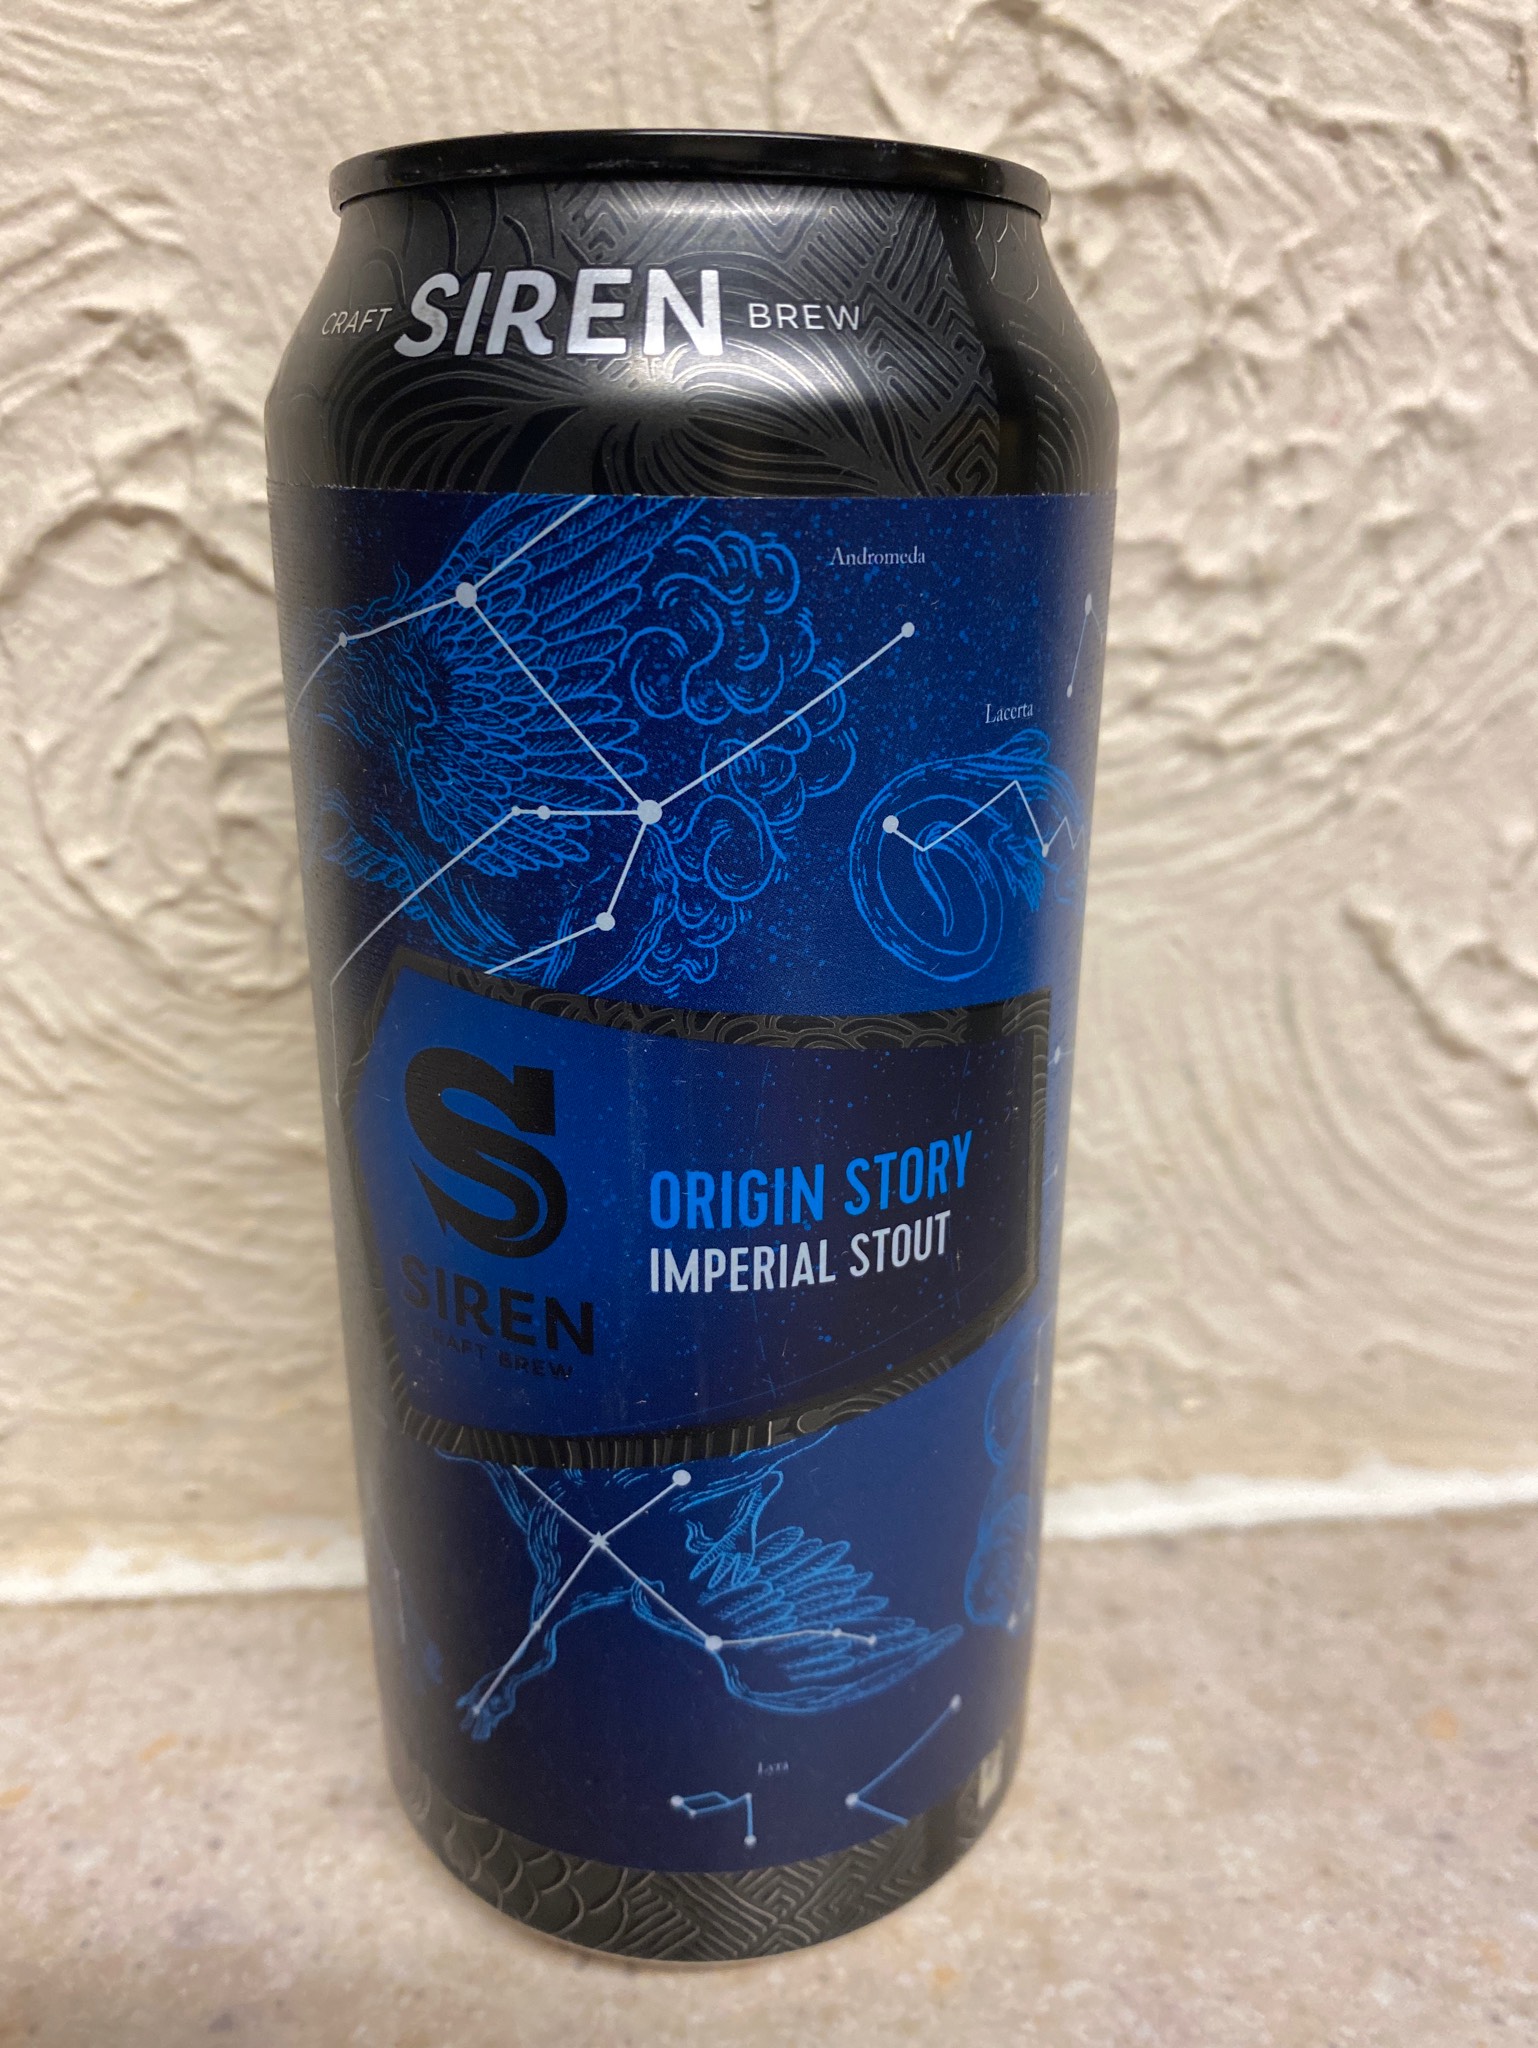 CRAFT SIREN BREW
Andromeda
Lacerta
S
SIREN
CRAFT BREW
ORIGIN STORY
IMPERIAL STOUT
Lyra